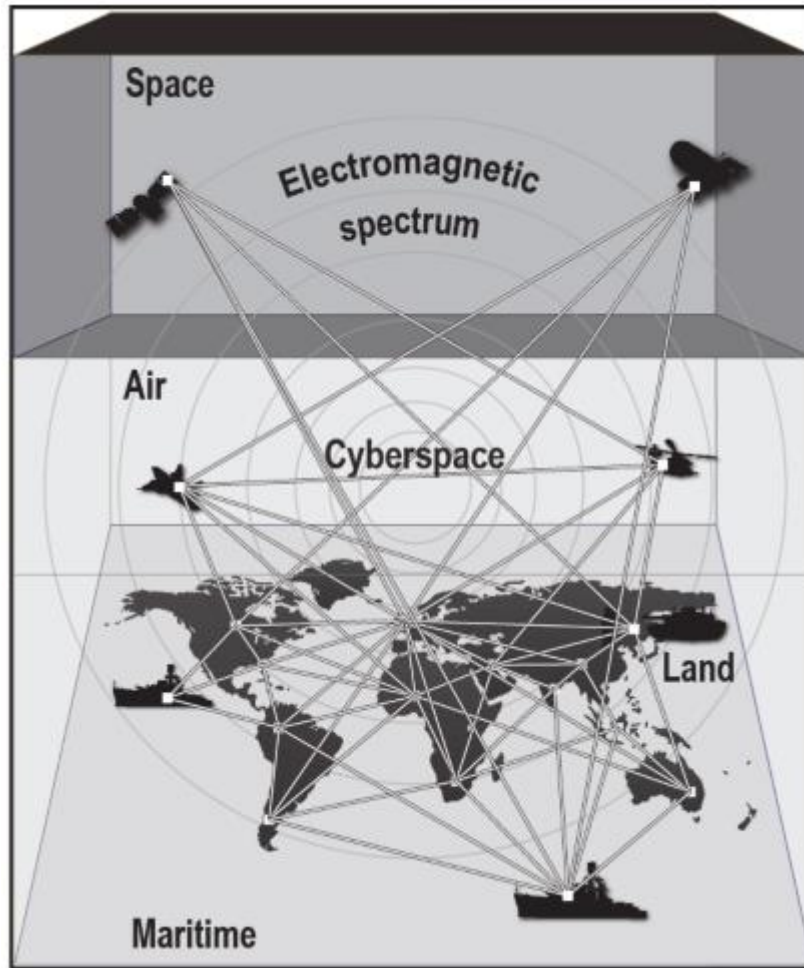 Space
Electromagnetic
spectrum
Air
Cyberspace
Land
Maritime